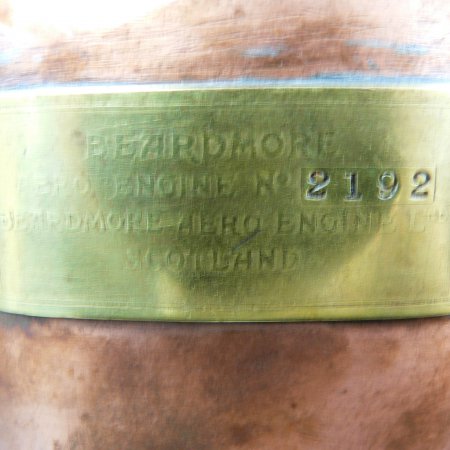 BEARDMORE
AERO ENGINE No 2192
BEARDMORE AERO ENGINE LTD
SCOTLAND